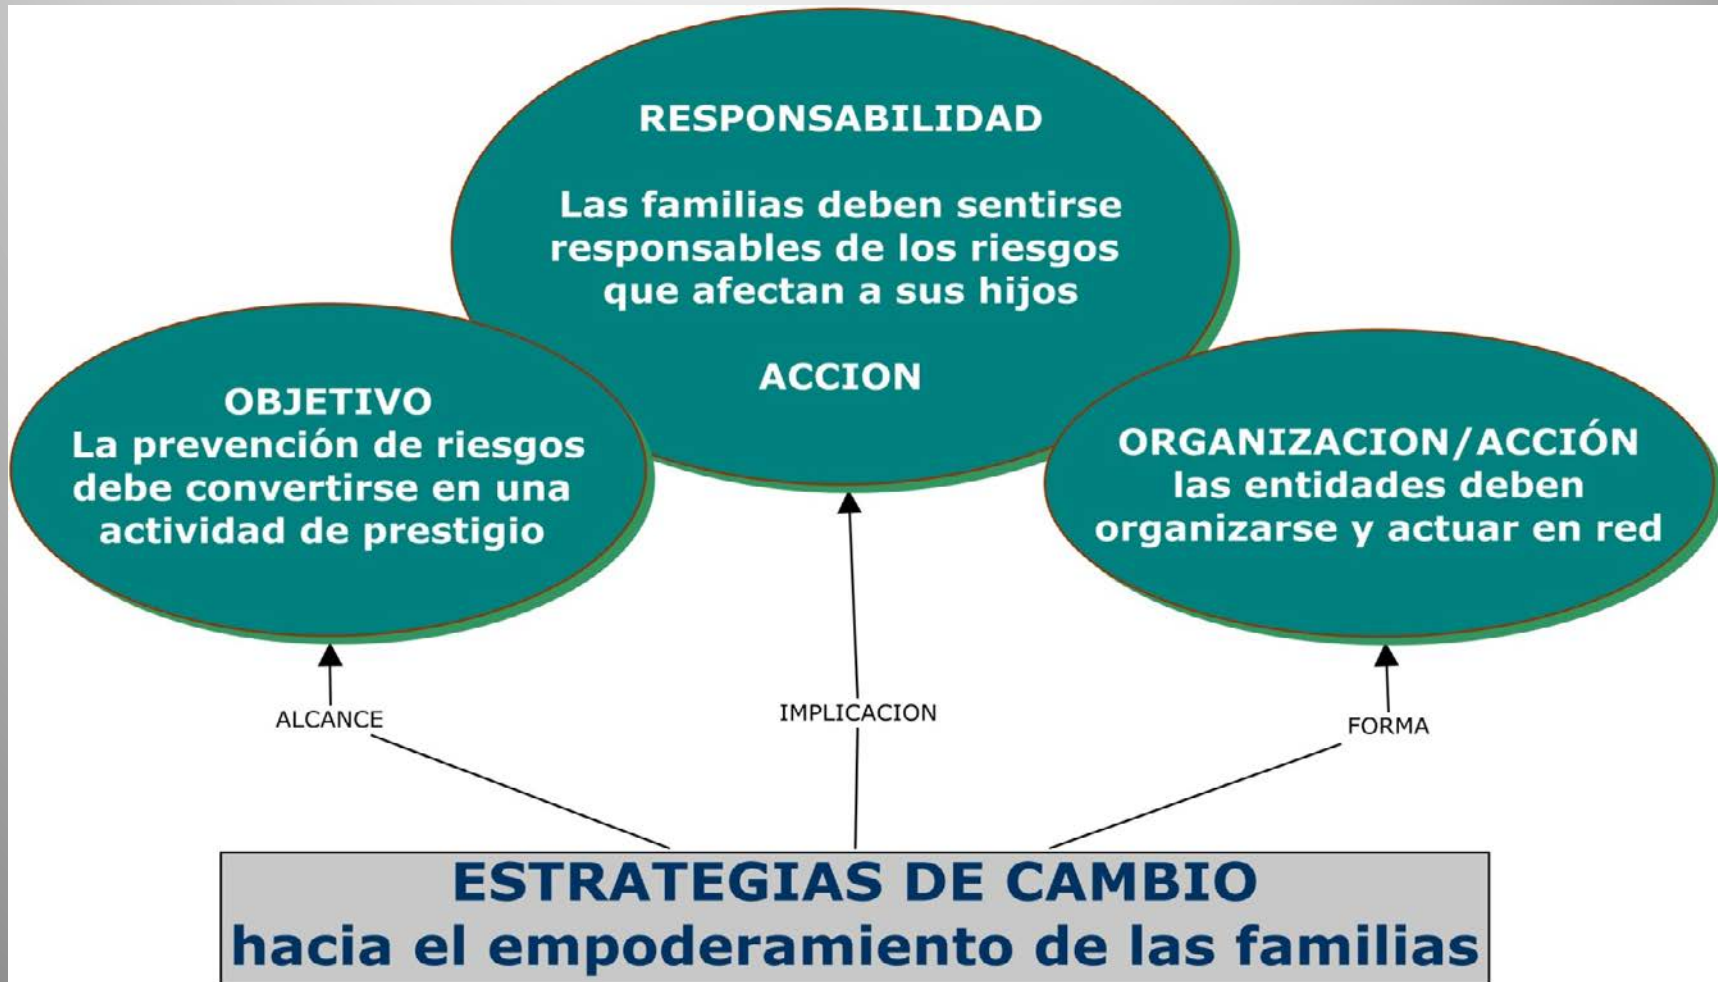 RESPONSABILIDAD
Las familias deben sentirse
responsables de los riesgos
que afectan a sus hijos
ACCION
OBJETIVO
La prevención de riesgos
debe convertirse en una
actividad de prestigio
ORGANIZACION/ACCIÓN
las entidades deben
organizarse y actuar en red
ALCANCE
IMPLICACION
FORMA
ESTRATEGIAS DE CAMBIO
hacia el empoderamiento de las familias